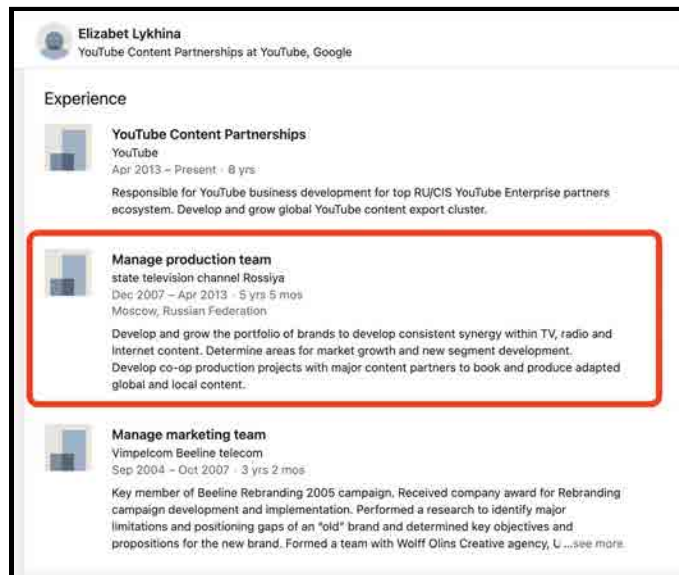 Elizabet Lykhina
YouTube Content Partnerships at YouTube, Google
Experience
YouTube Content Partnerships
YouTube
Apr 2013 – Present · 8 yrs
Responsible for YouTube business development for top RU/CIS YouTube Enterprise partners
ecosystem. Develop and grow global YouTube content export cluster.
Manage production team
state television channel Rossiya
Dec 2007 – Apr 2013 · 5 yrs 5 mos
Moscow, Russian Federation
Develop and grow the portfolio of brands to develop consistent synergy within TV, radio and
Internet content. Determine areas for market growth and new segment development.
Develop co-op production projects with major content partners to book and produce adapted
global and local content.
Manage marketing team
Vimpelcom Beeline telecom
Sep 2004 – Oct 2007 · 3 yrs 2 mos
Key member of Beeline Rebranding 2005 campaign. Received company award for Rebranding
campaign development and implementation. Performed a research to identify major
limitations and positioning gaps of an "old" brand and determined key objectives and
propositions for the new brand. Formed a team with Wolff Olins Creative agency, U ...see more